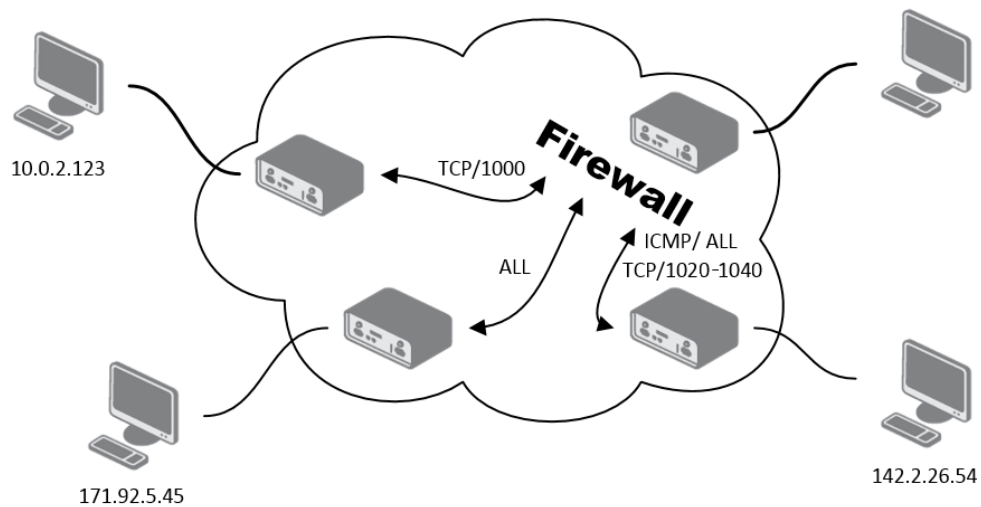 10.0.2.123
TCP/1000
Firewall
ICMP/ ALL
TCP/1020-1040
ALL
171.92.5.45
142.2.26.54